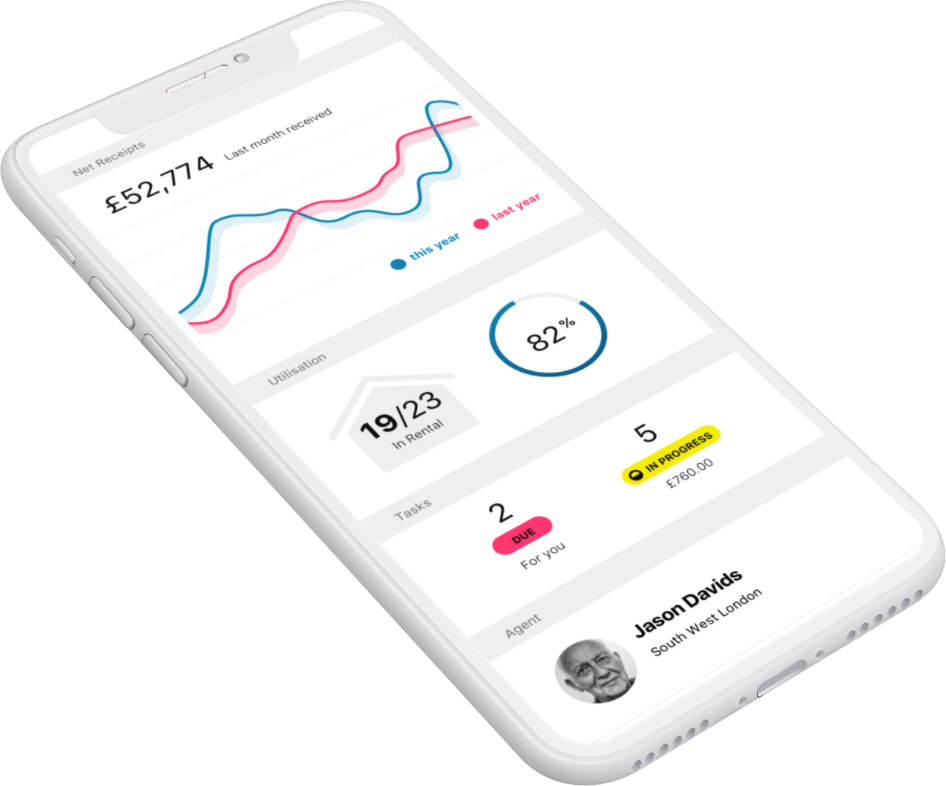 Net Receipts
£52,774 Last month received
this year
last year
Utilisation
19/23
In Rental
82%
Tasks
2
DUE
For you
5
IN PROGRESS
£760.00
Agent
Jason Davids
South West London